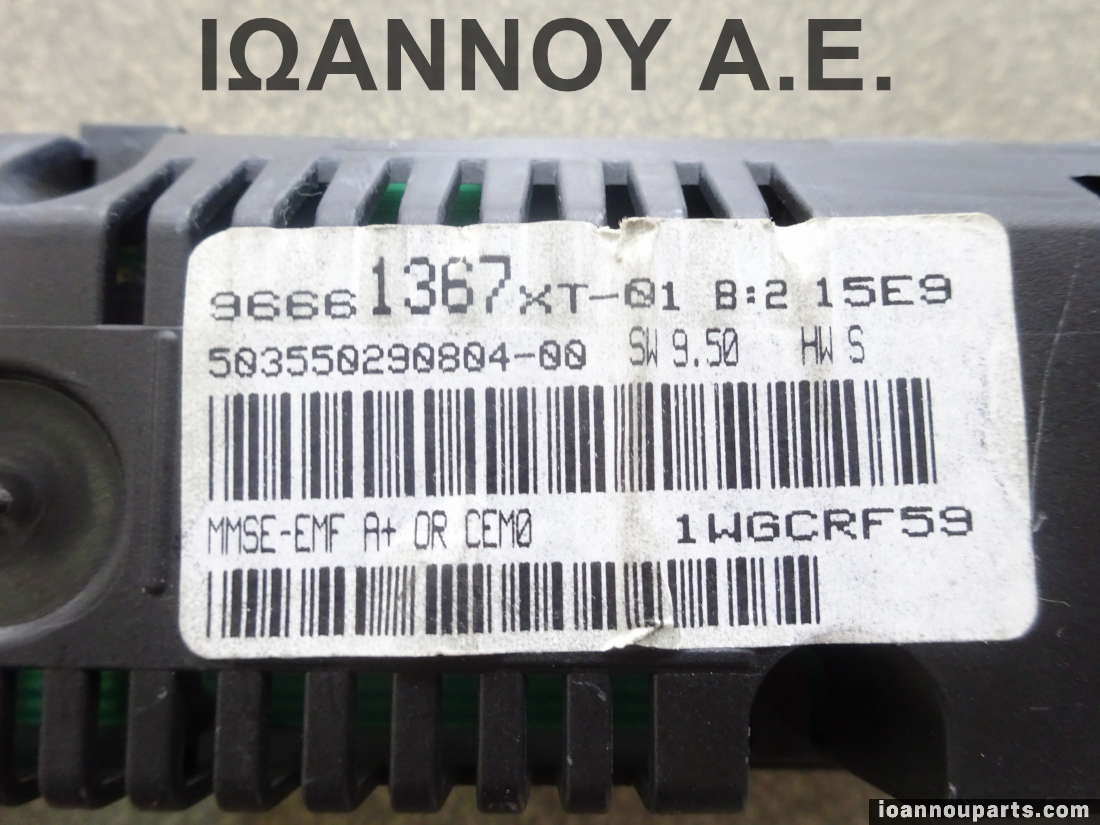 ΙΩΑΝΝΟΥ Α.Ε.
96661367XT-01 B:2 15E9
503550290804-00 SW 9.50 HW S
MMSE-EMF A+ OR CEM0 1WGCRF59
ioannouparts.com